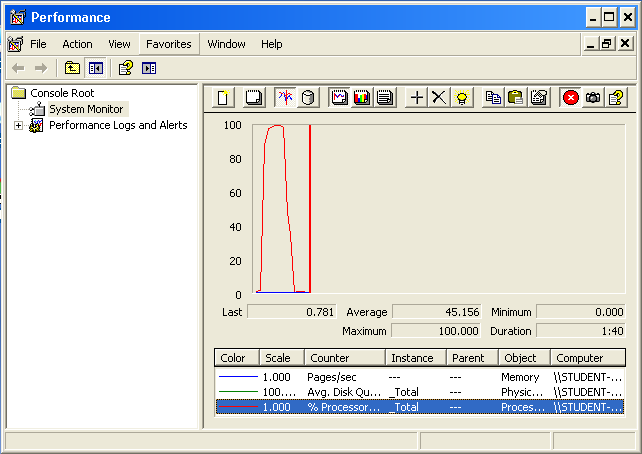 Performance
File Action View Favorites Window Help
Console Root
System Monitor
Performance Logs and Alerts
100
80
60
40
20
0
Last 0.781 Average 45.156 Minimum 0.000
Maximum 100.000 Duration 1:40
Color Scale Counter Instance Parent Object Computer
1.000 Pages/sec --- --- Memory \\STUDENT-...
100.... Avg. Disk Qu... _Total --- Physic... \\STUDENT-...
1.000 % Processor... _Total --- Proces... \\STUDENT-...